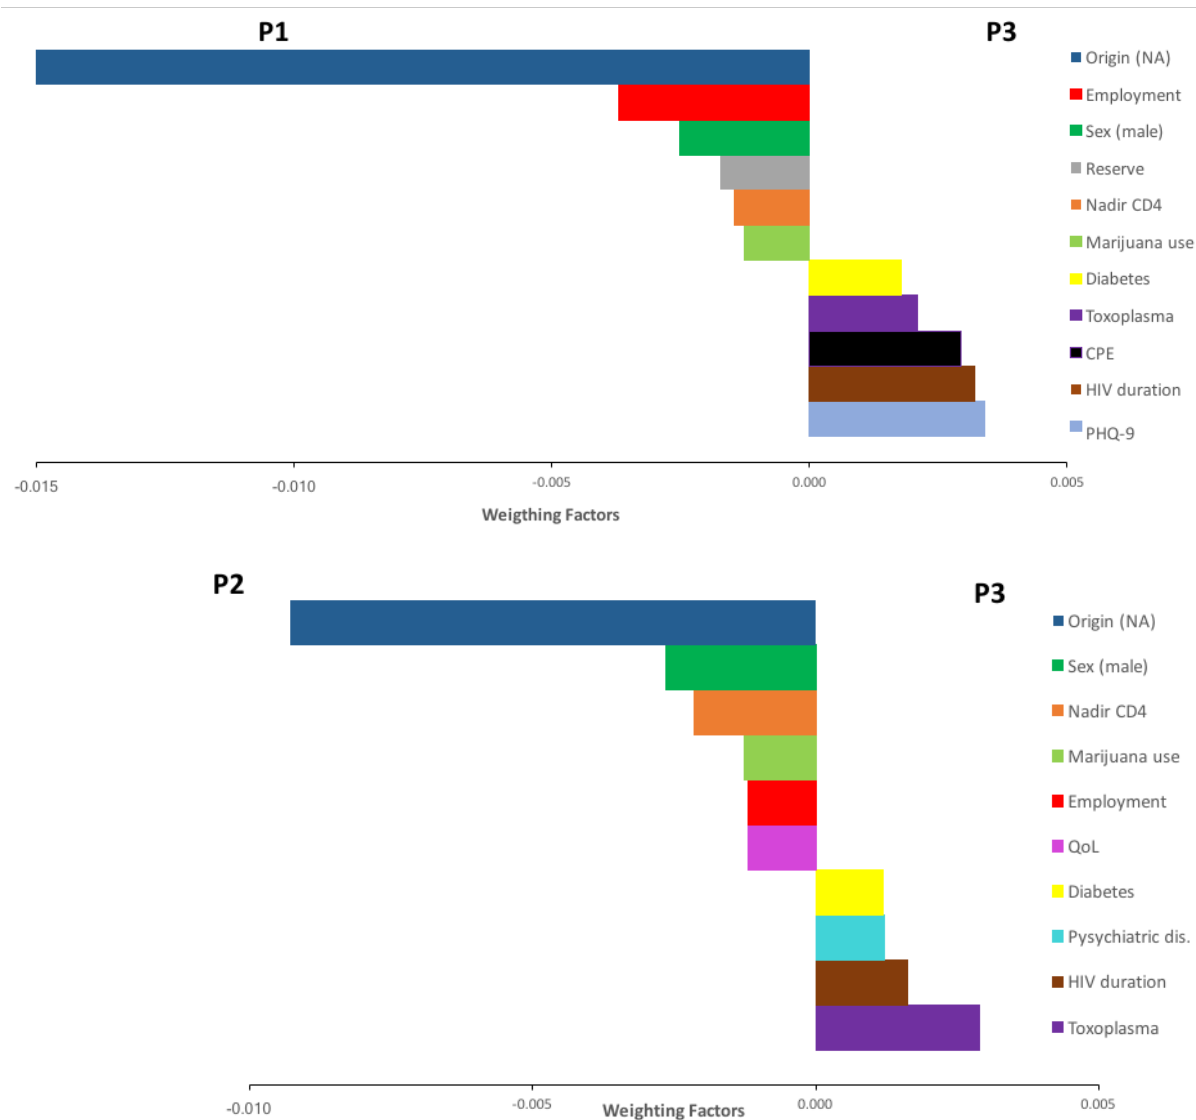 P1 P3
Origin (NA)
Employment
Sex (male)
Reserve
Nadir CD4
Marijuana use
Diabetes
Toxoplasma
CPE
HIV duration
PHQ-9
-0.015 -0.010 -0.005 0.000 0.005
Weigthing Factors
P2 P3
Origin (NA)
Sex (male)
Nadir CD4
Marijuana use
Employment
QoL
Diabetes
Pysychiatric dis.
HIV duration
Toxoplasma
-0.010 -0.005 0.000 0.005
Weighting Factors